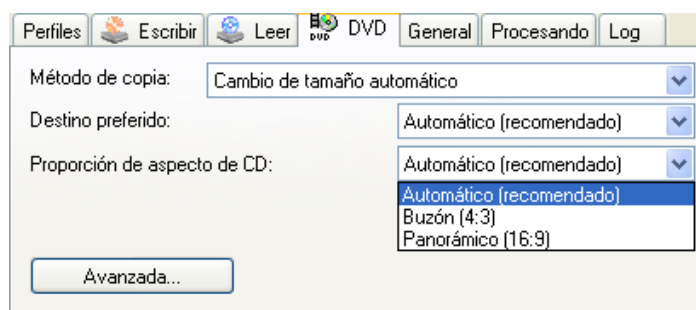 Perfiles Escribir Leer DVD DVD General Procesando Log
Método de copia: Cambio de tamaño automático
Destino preferido: Automático (recomendado)
Proporción de aspecto de CD: Automático (recomendado)
Automático (recomendado)
Buzón (4:3)
Panorámico (16:9)
Avanzada...